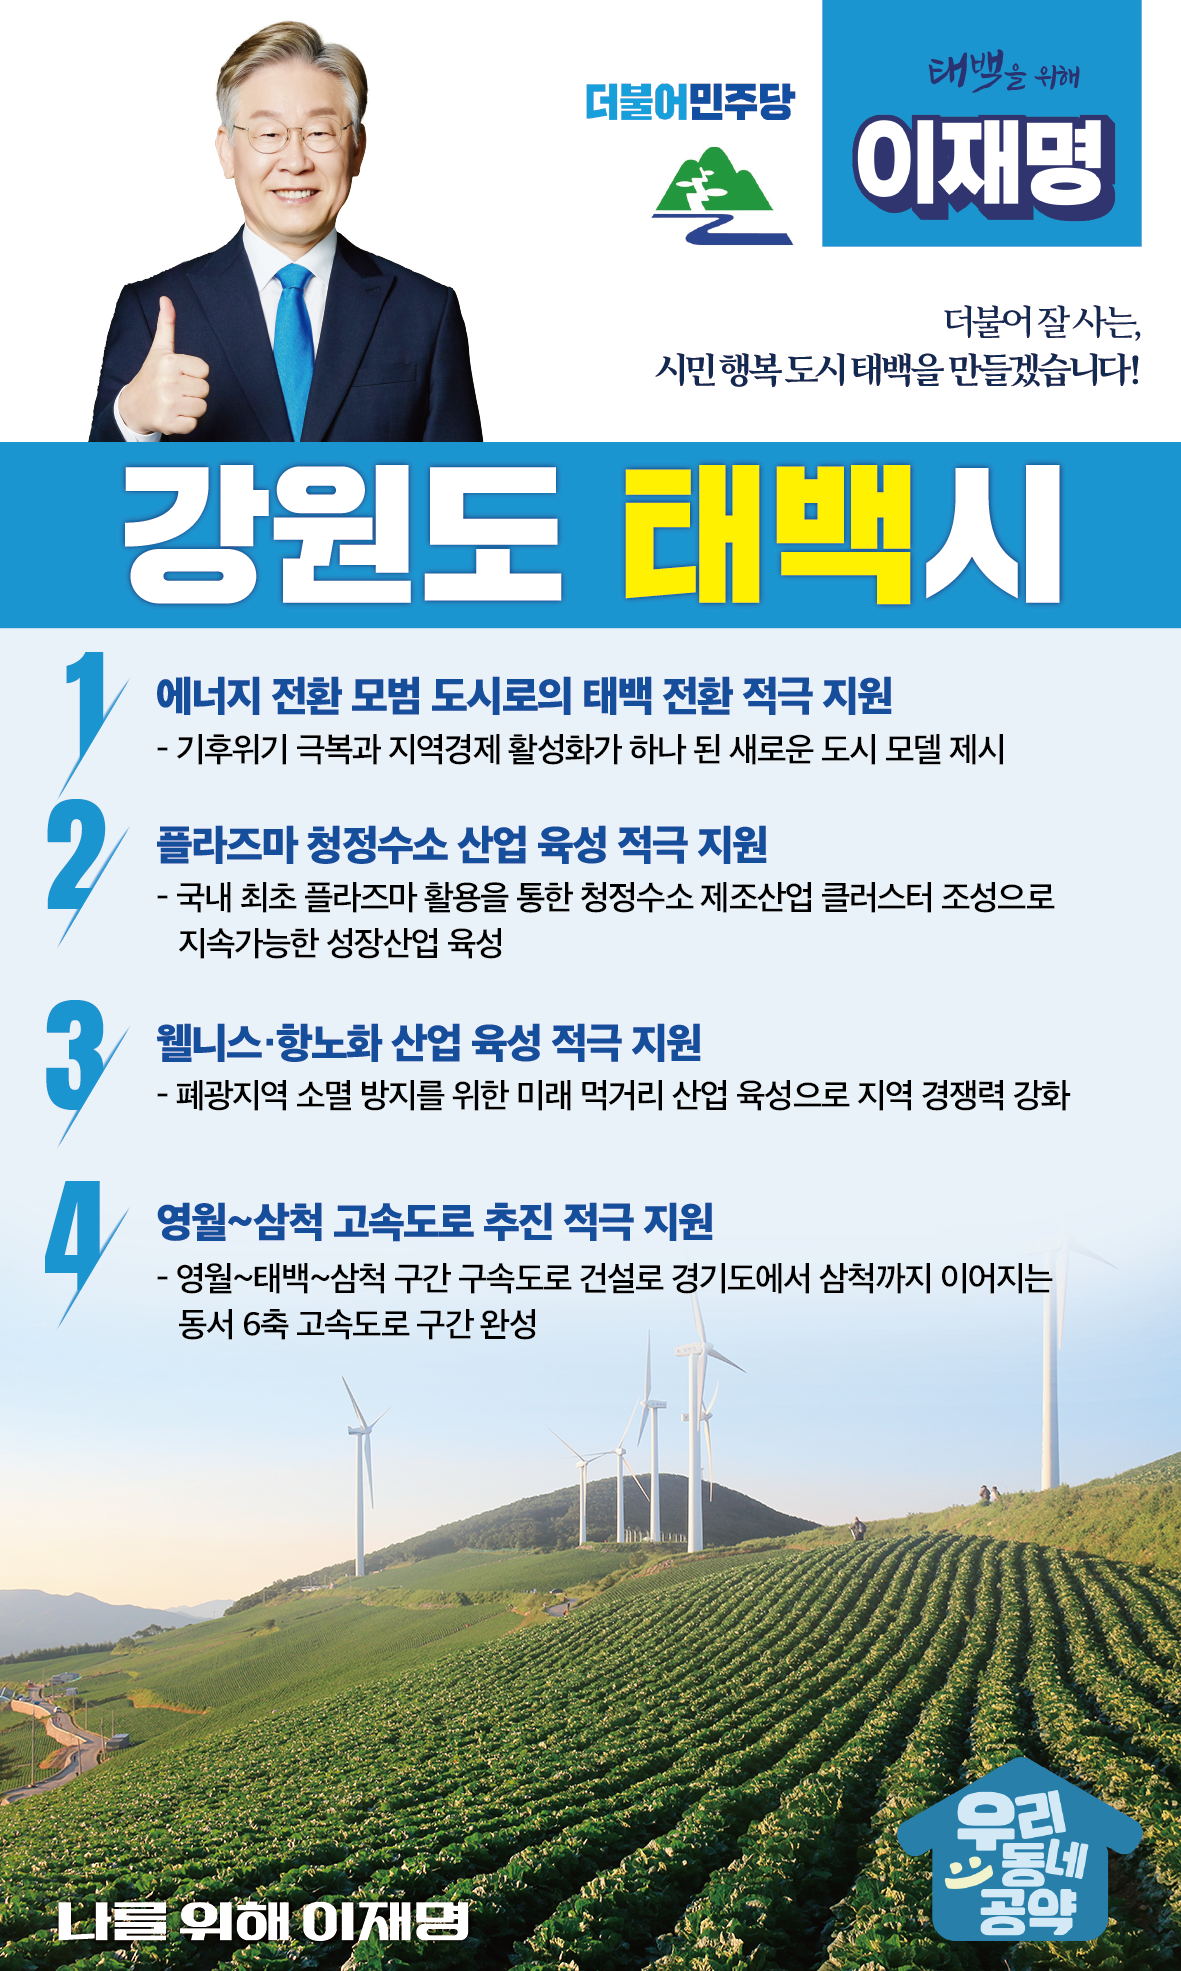 더불어민주당
태백을 위해
이재명
더불어 잘 사는,
시민 행복 도시 태백을 만들겠습니다!
강원도 태백시
1
에너지 전환 모범 도시로의 태백 전환 적극 지원
- 기후위기 극복과 지역경제 활성화가 하나 된 새로운 도시 모델 제시
2
플라즈마 청정수소 산업 육성 적극 지원
- 국내 최초 플라즈마 활용을 통한 청정수소 제조산업 클러스터 조성으로
지속가능한 성장산업 육성
3
웰니스·항노화 산업 육성 적극 지원
- 폐광지역 소멸 방지를 위한 미래 먹거리 산업 육성으로 지역 경쟁력 강화
4
영월~삼척 고속도로 추진 적극 지원
- 영월~태백~삼척 구간 구속도로 건설로 경기도에서 삼척까지 이어지는
동서 6축 고속도로 구간 완성
나를 위해 이재명
우리
동네
공약